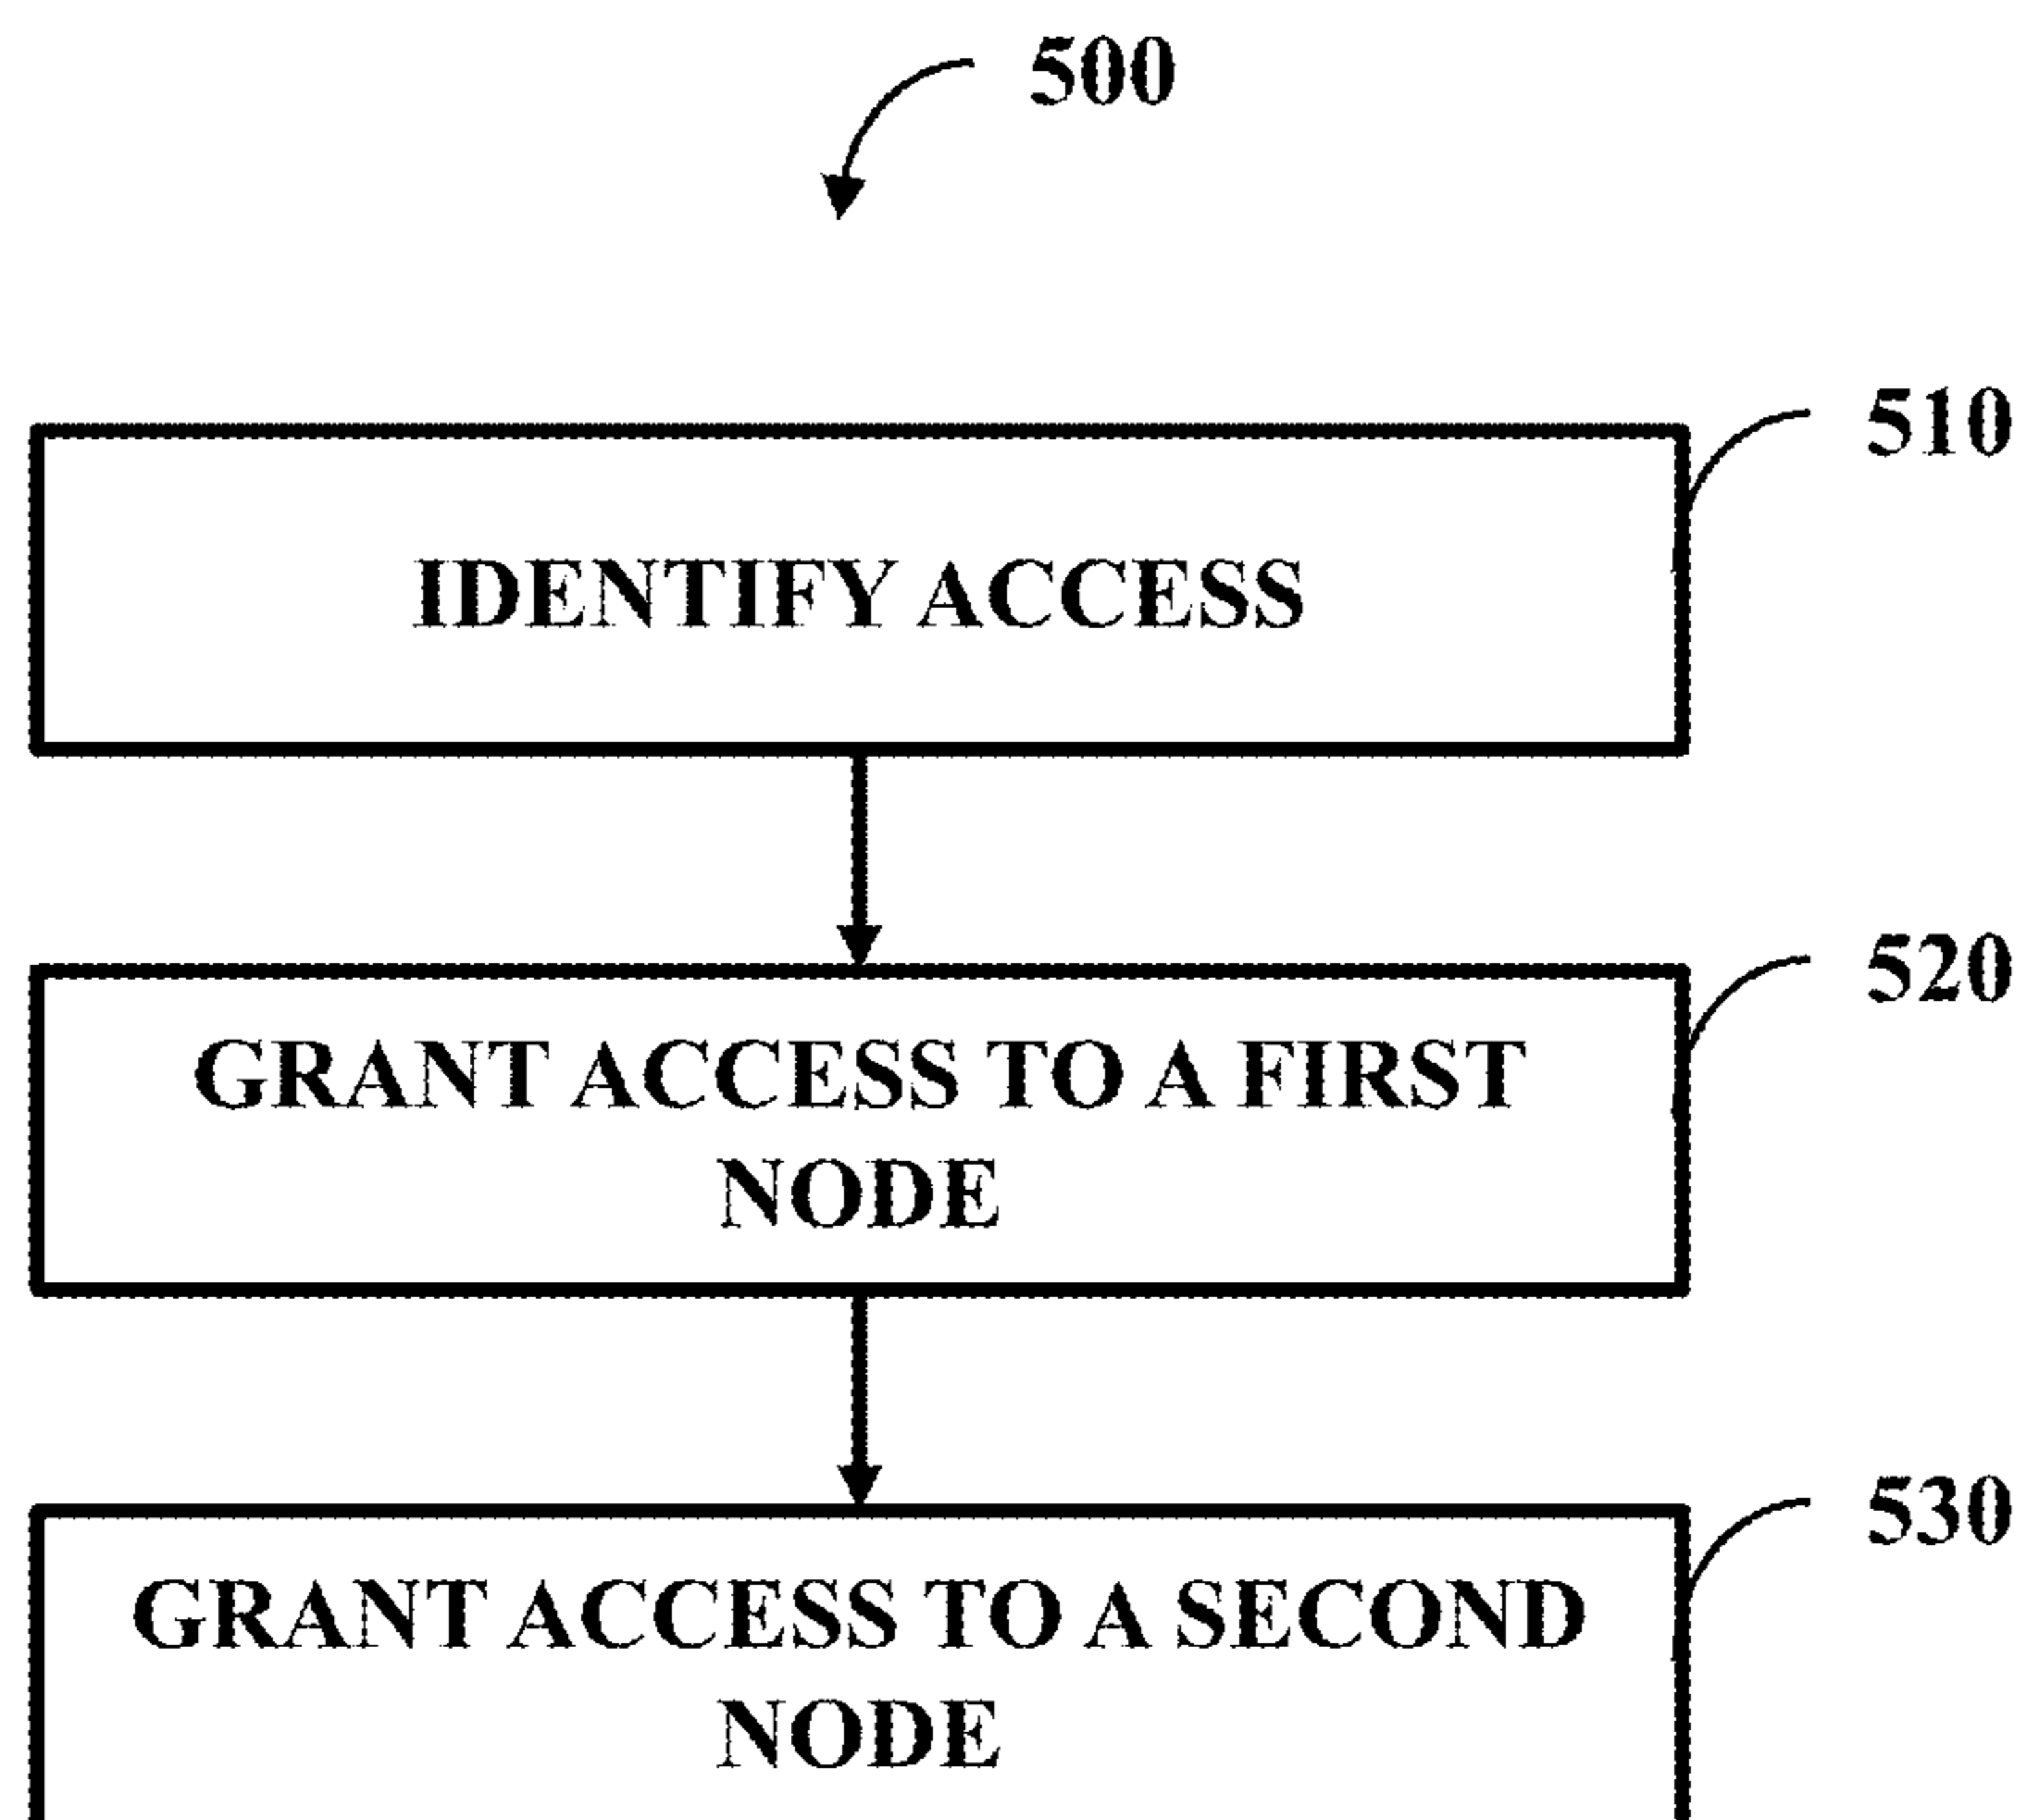 500
510
IDENTIFY ACCESS
520
GRANT ACCESS TO A FIRST
NODE
530
GRANT ACCESS TO A SECOND
NODE